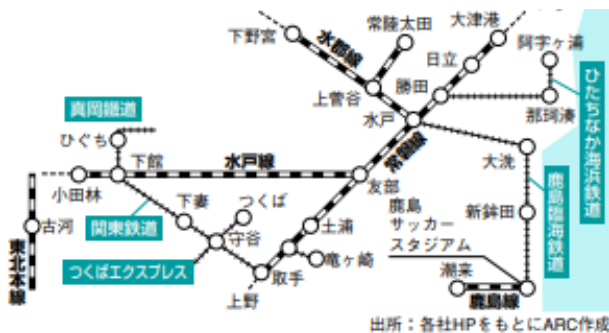 大津港
常陸太田
下野宮
水郡線
日立
阿字ヶ浦
上菅谷
勝田
ひたちなか海浜鉄道
真岡鐵道
水戸
那珂湊
ひぐち
常磐線
下館
水戸線
大洗
小田林
友部
鹿島臨海鉄道
下妻
つくば
鹿島
サッカー
スタジアム
新鉾田
古河
関東鉄道
守谷
土浦
東北本線
つくばエクスプレス
取手
竜ヶ崎
潮来
上野
鹿島線
出所：各社HPをもとにARC作成